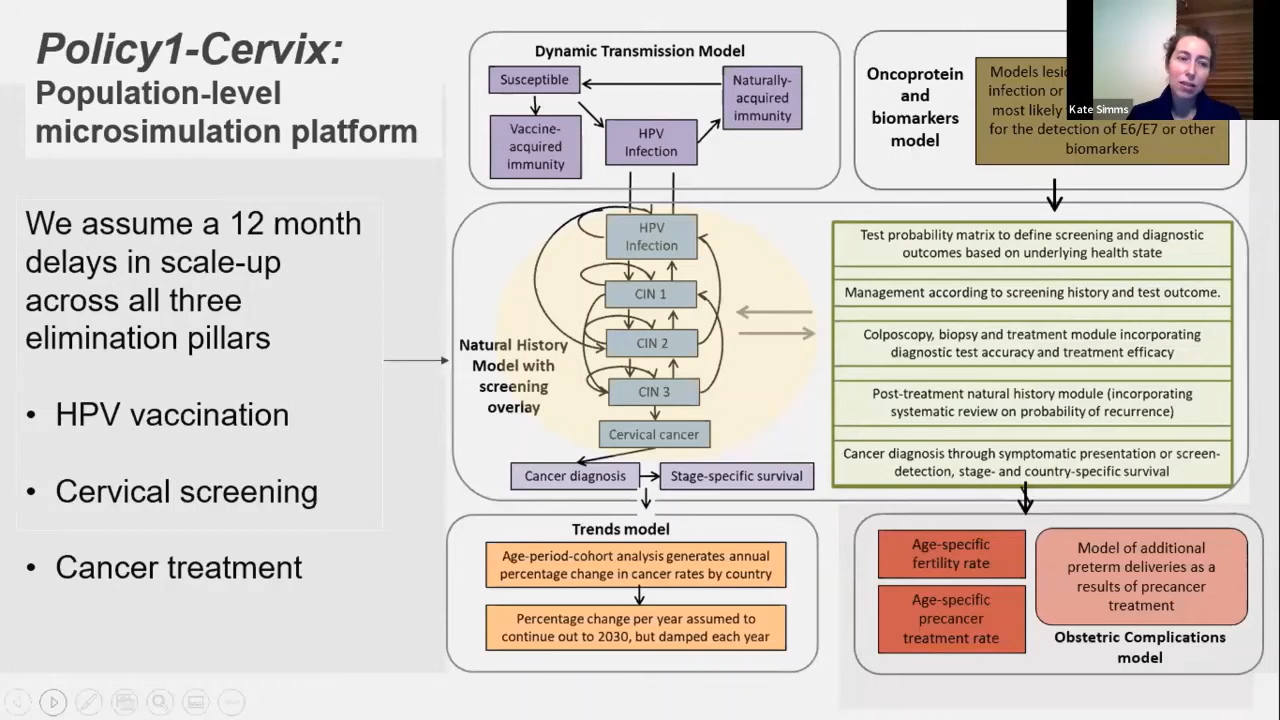 Policy1-Cervix:
Population-level
microsimulation platform
We assume a 12 month
delays in scale-up
across all three
elimination pillars
• HPV vaccination
• Cervical screening
• Cancer treatment
Dynamic Transmission Model
Susceptible
Naturally-
acquired
immunity
Vaccine-
acquired
immunity
HPV
Infection
Oncoprotein
and
biomarkers
model
Models
infection or
most likely
for the detection of E6/E7 or other
biomarkers
Kate Simms
Natural History
Model with
screening
overlay
HPV
Infection
CIN 1
CIN 2
CIN 3
Cervical cancer
Cancer diagnosis
Stage-specific survival
Test probability matrix to define screening and diagnostic
outcomes based on underlying health state
Management according to screening history and test outcome.
Colposcopy, biopsy and treatment module incorporating
diagnostic test accuracy and treatment efficacy
Post-treatment natural history module (incorporating
systematic review on probability of recurrence)
Cancer diagnosis through symptomatic presentation or screen-
detection, stage- and country-specific survival
Trends model
Age-period-cohort analysis generates annual
percentage change in cancer rates by country
Percentage change per year assumed to
continue out to 2030, but damped each year
Age-specific
fertility rate
Age-specific
precancer
treatment rate
Model of additional
preterm deliveries as a
results of precancer
treatment
Obstetric Complications
model